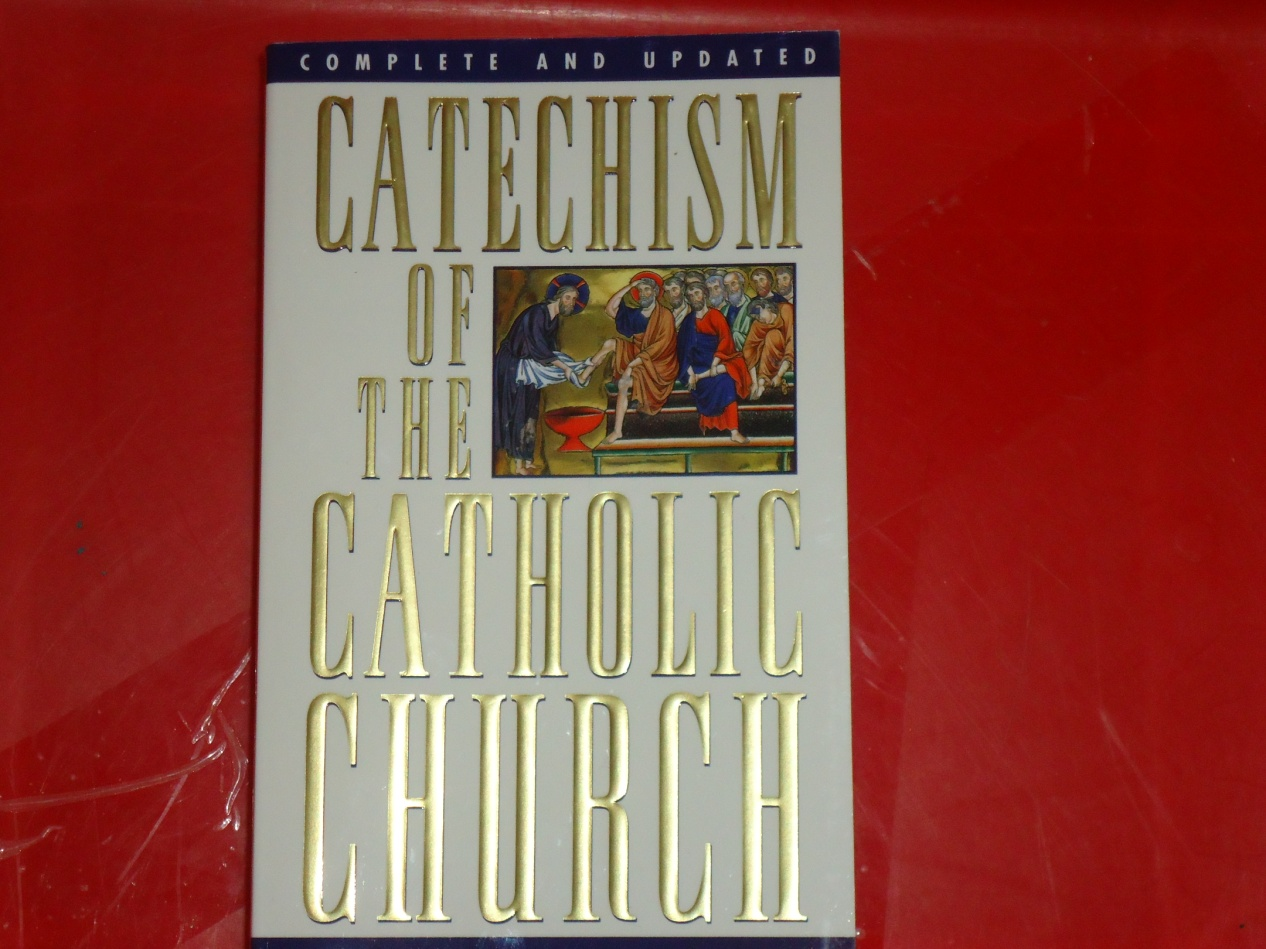 COMPLETE AND UPDATED
CATECHISM
OF
THE
CATHOLIC
CHURCH